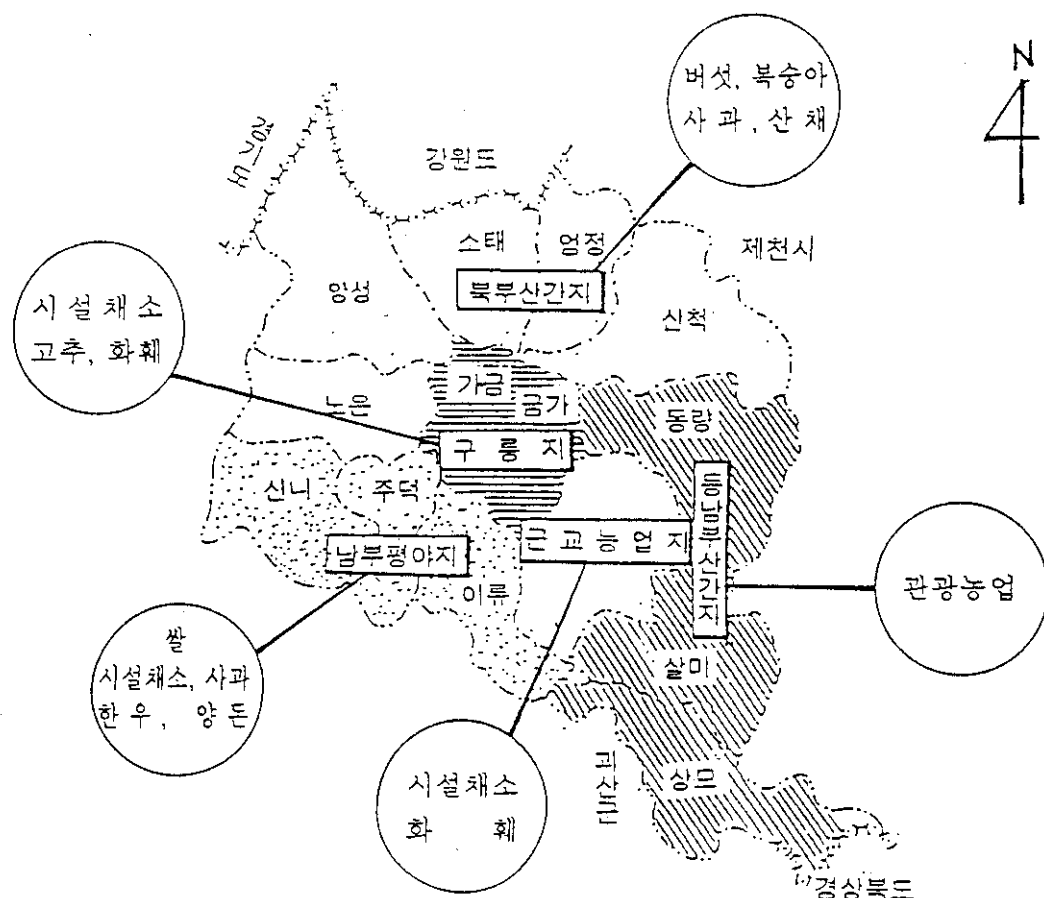 N
버섯, 복숭아
사과, 산채
경기도
강원도
소태
엄정
제천시
북부산간지
앙성
산척
시설채소
고추, 화훼
가금
금가
노은
동량
구릉지
신니
주덕
동남부산간지
근교농업지
남부평야지
이류
관광농업
쌀
시설채소, 사과
한우, 양돈
살미
시설채소
화훼
괴산군
상모
경상북도